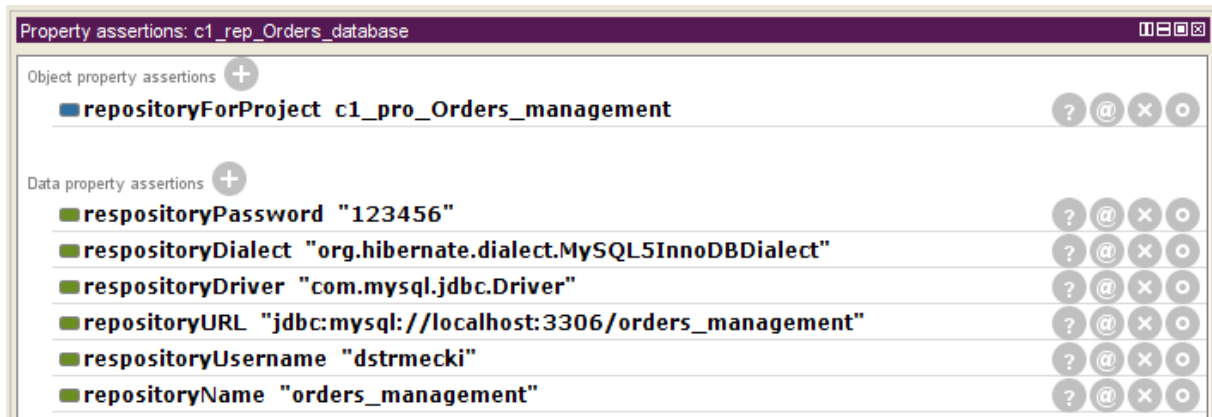 Property assertions: c1_rep_Orders_database
Object property assertions
repositoryForProject c1_pro_Orders_management
Data property assertions
respositoryPassword "123456"
respositoryDialect "org.hibernate.dialect.MySQL5InnoDBDialect"
respositoryDriver "com.mysql.jdbc.Driver"
repositoryURL "jdbc:mysql://localhost:3306/orders_management"
respositoryUsername "dstrmecki"
repositoryName "orders_management"